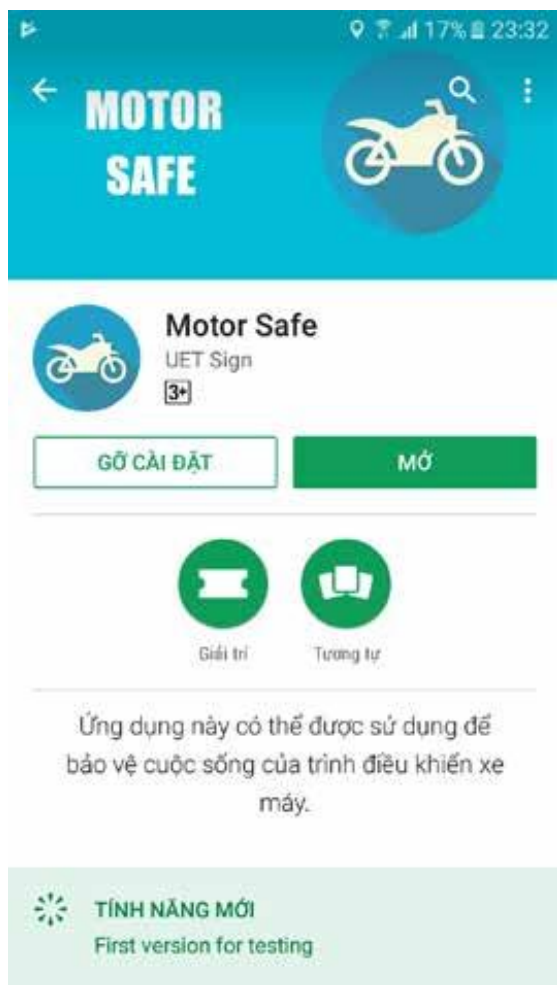 17% 23:32
MOTOR
SAFE
Motor Safe
UET Sign
3+
GỠ CÀI ĐẶT
MỞ
Giải trí
Tương tự
Ứng dụng này có thể được sử dụng để
bảo vệ cuộc sống của trình điều khiển xe
máy.
TÍNH NĂNG MỚI
First version for testing